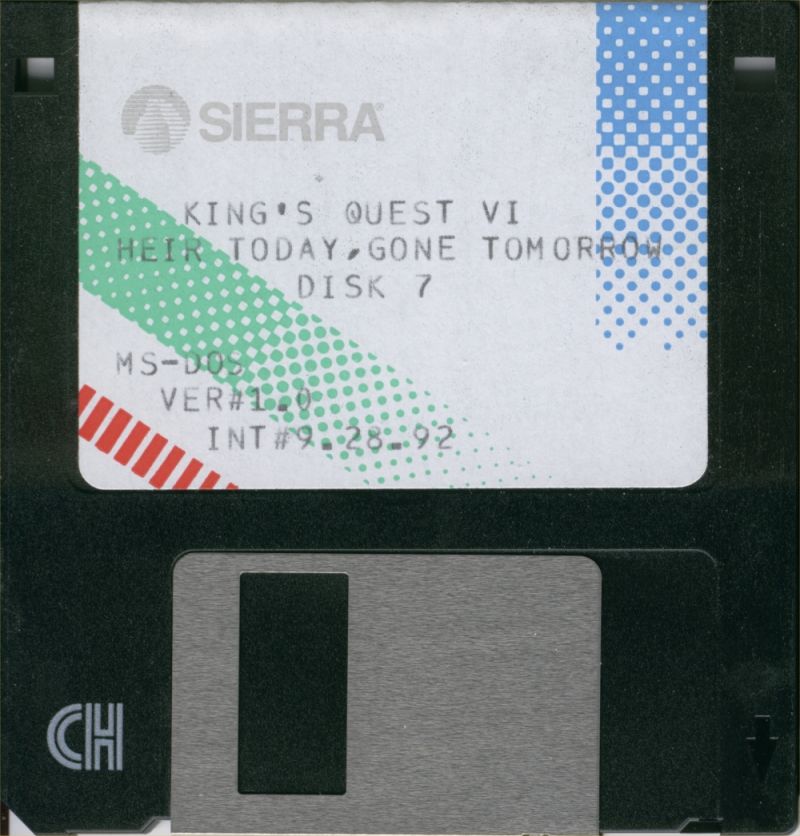 SIERRA
KING'S QUEST VI
HEIR TODAY,GONE TOMORROW
DISK 7
MS-DOS
VER#1.0
INT#9.28.92
CH